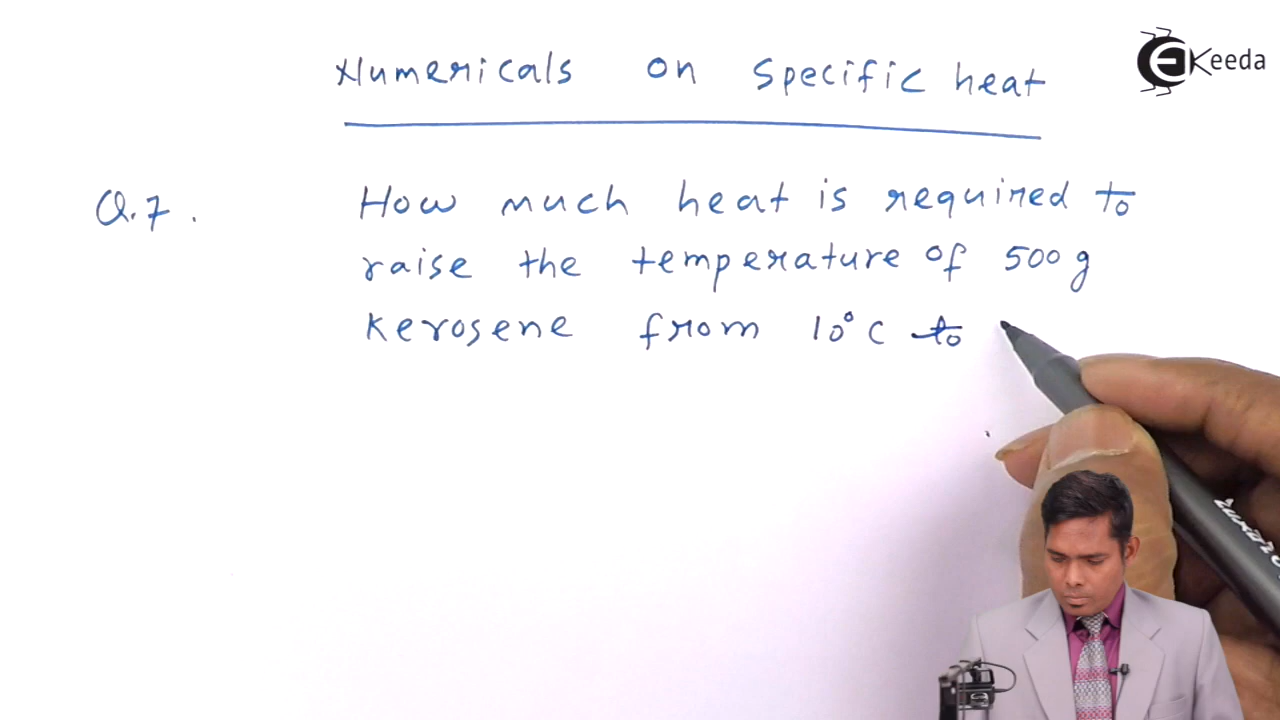 Numericals on specific heat
EKeeda
Q.7. How much heat is required to
raise the temperature of 500 g
kerosene from 10°C to